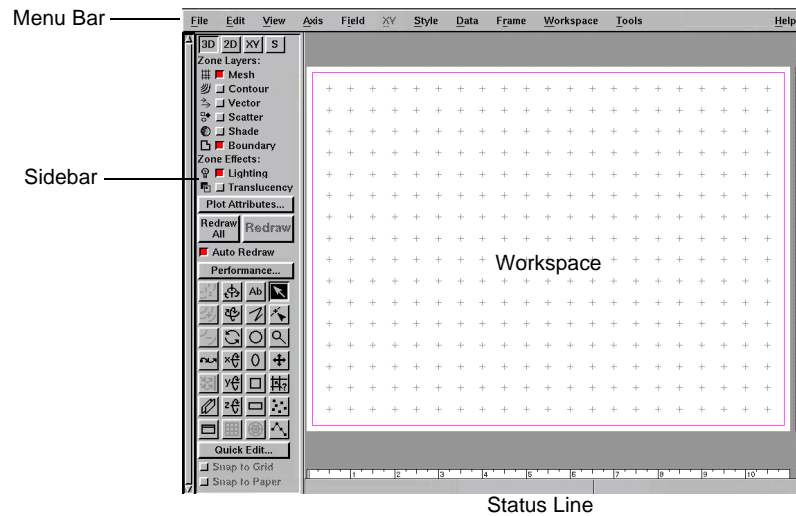 Menu Bar
File Edit View Axis Field XY Style Data Frame Workspace Tools Help
3D 2D XY S
Zone Layers:
Mesh
Contour
Vector
Scatter
Shade
Boundary
Zone Effects:
Sidebar
Lighting
Translucency
Plot Attributes...
Redraw All Redraw
Auto Redraw
Workspace
Performance...
Ab
X
Y ?
Z
Quick Edit...
Snap to Grid
Snap to Paper
1 2 3 4 5 6 7 8 9 10
Status Line